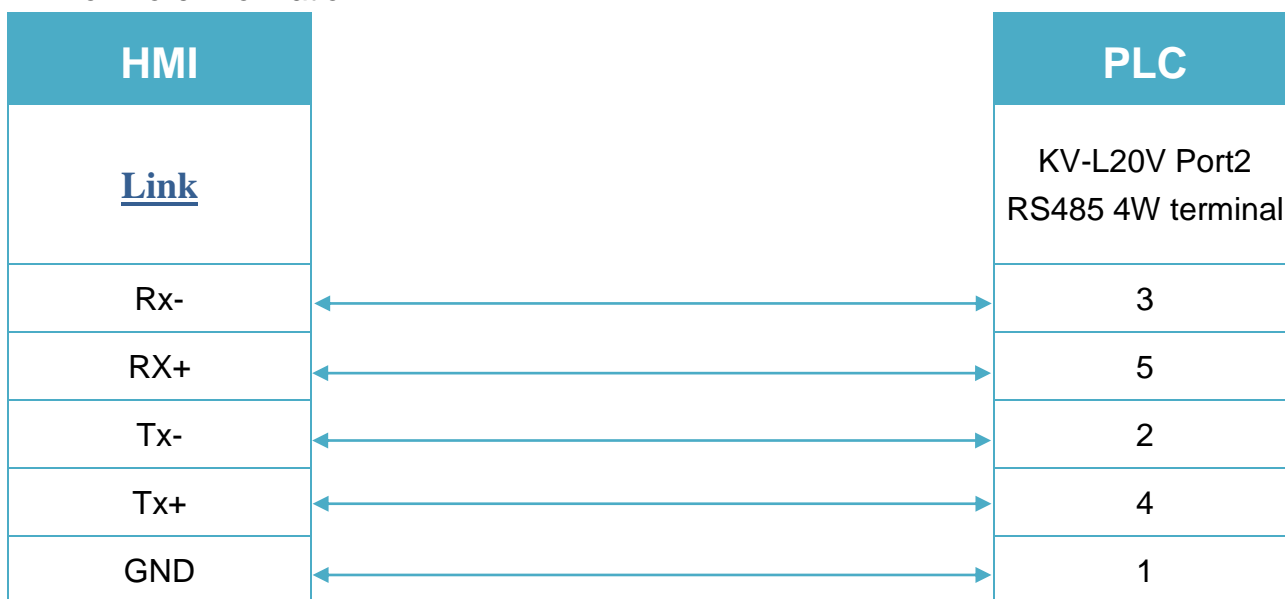 HMI
PLC
Link
KV-L20V Port2
RS485 4W terminal
Rx-
3
RX+
5
Tx-
2
Tx+
4
GND
1